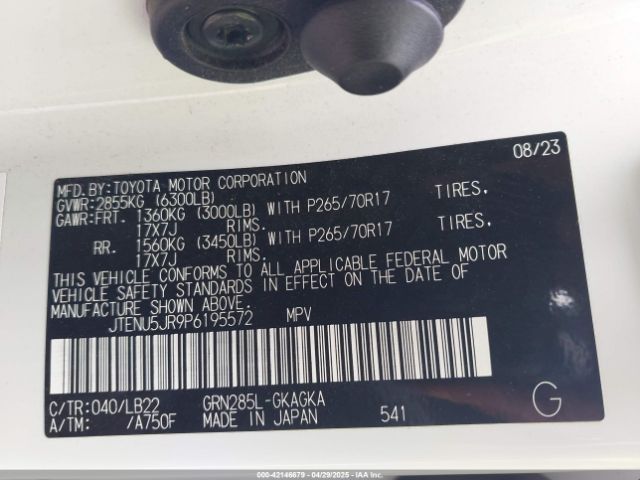 08/23
MFD.BY:TOYOTA MOTOR CORPORATION
GVWR:2855KG (6300LB)
GAWR:FRT. 1360KG (3000LB) WITH P265/70R17 TIRES.
17X7J RIMS.
RR. 1560KG (3450LB) WITH P265/70R17 TIRES.
17X7J RIMS.
THIS VEHICLE CONFORMS TO ALL APPLICABLE FEDERAL MOTOR
VEHICLE SAFETY STANDARDS IN EFFECT ON THE DATE OF
MANUFACTURE SHOWN ABOVE.
JTENU5JR9P6195572 MPV
C/TR:040/LB22 GRN285L-GKAGKA
A/TM: /A750F MADE IN JAPAN 541 G
000-42146679 04/29/2025 IAAI, Inc.